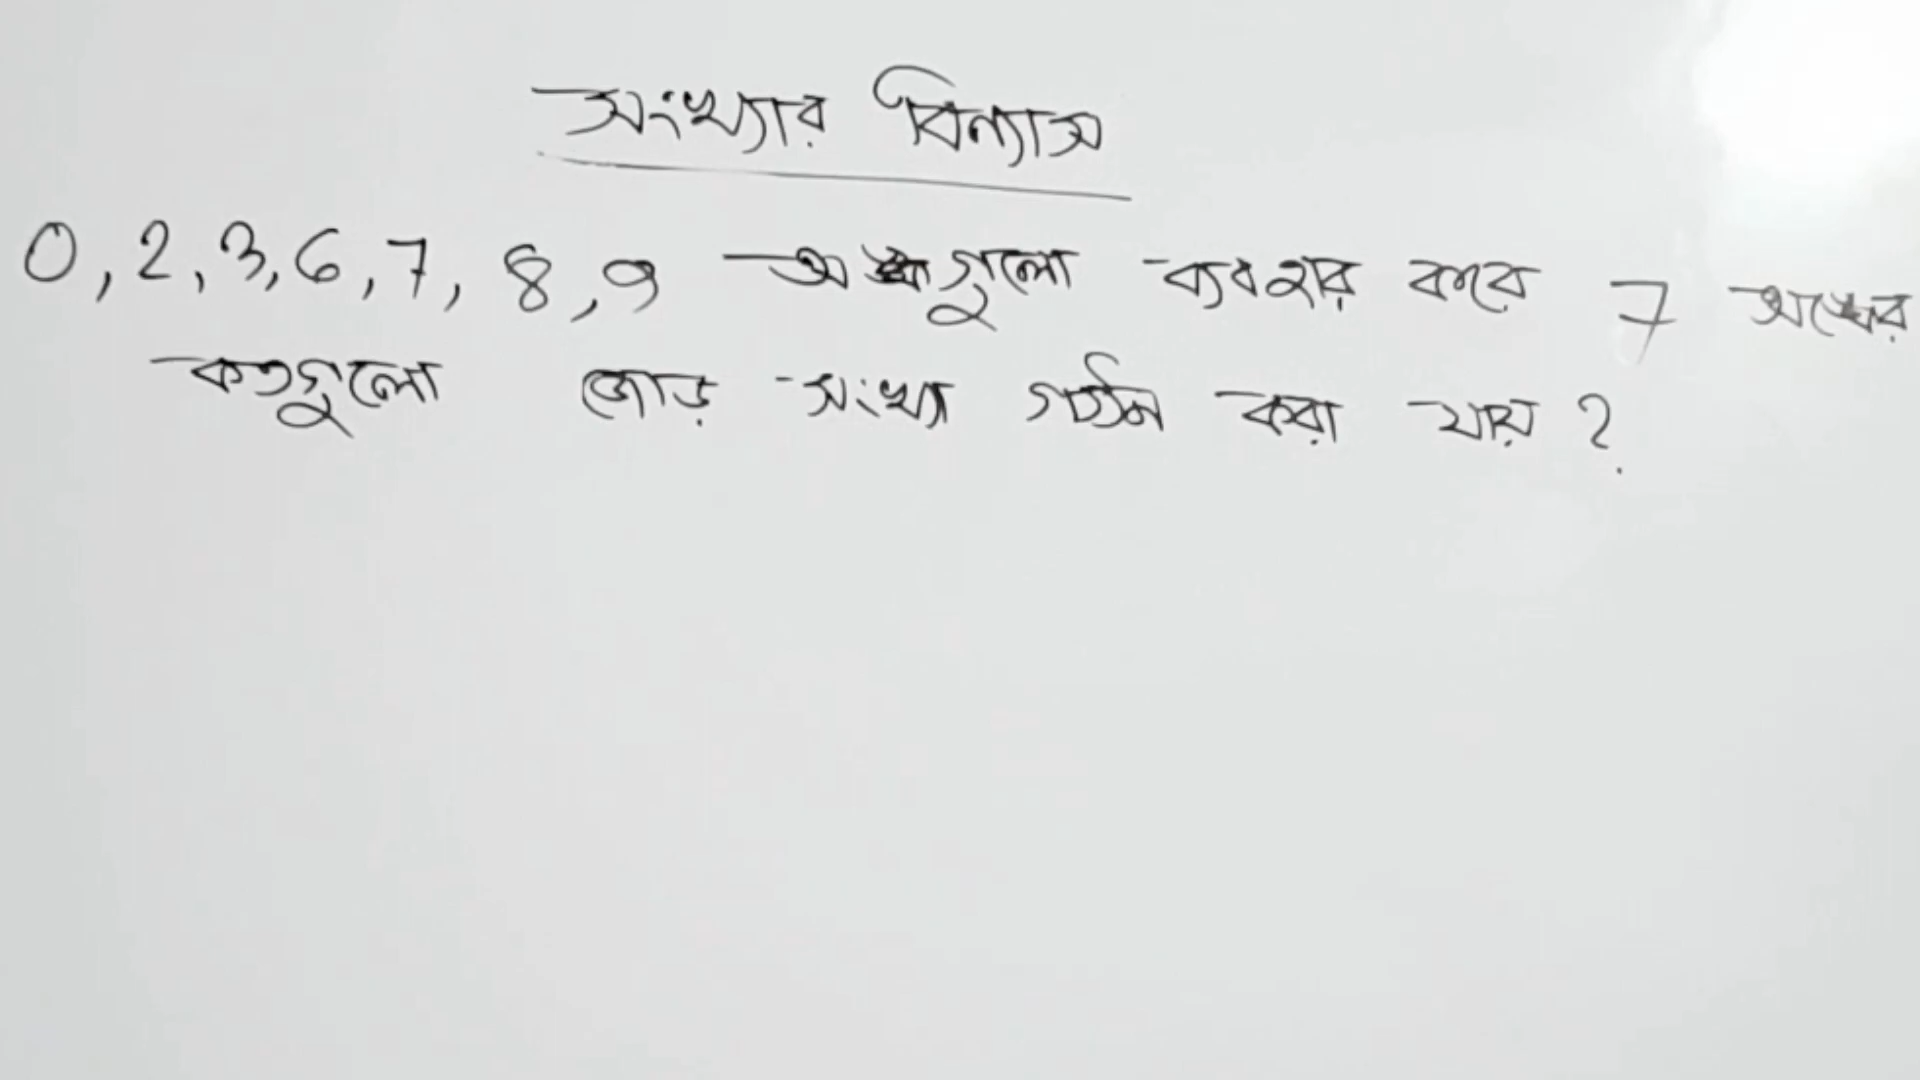 সংখ্যার বিন্যাস
0, 2, 3, 6, 7, 8, 9 অঙ্কগুলো ব্যবহার করে 7 অঙ্কের
কতগুলো জোড় সংখ্যা গঠন করা যায় ?